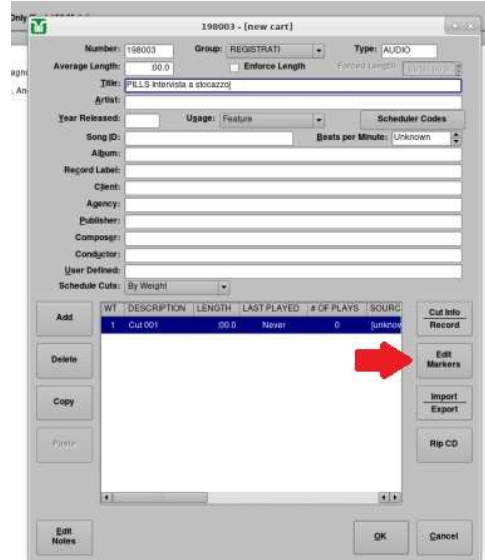 Only
198003 - [new cart]
Number: 198003 Group: REGISTRATI Type: AUDIO
Average Length: :00.0 Enforce Length Forced Length:
Title: PILLS Intervista a stocazzo
Artist:
Year Released: Usage: Feature Scheduler Codes
Song ID: Beats per Minute: Unknown
Album:
Record Label:
Client:
Agency:
Publisher:
Composer:
Conductor:
User Defined:
Schedule Cuts: By Weight
WT DESCRIPTION LENGTH LAST PLAYED # OF PLAYS SOURC
1 Cut 001 :00.0 Never 0 [unknow
Add
Delete
Copy
Paste
Cut Info
Record
Edit
Markers
Import
Export
Rip CD
Edit
Notes
OK
Cancel